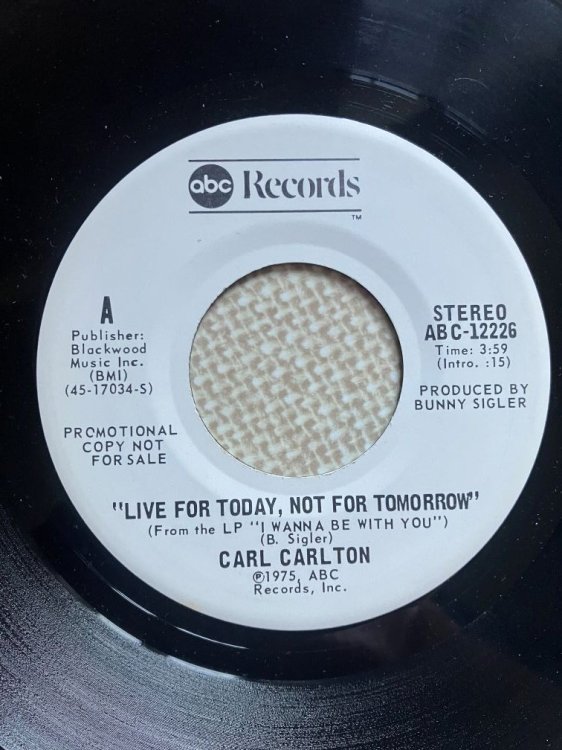 abc Records
TM
A
Publisher:
Blackwood
Music Inc.
(BMI)
(45-17034-S)
PROMOTIONAL
COPY NOT
FOR SALE
STEREO
ABC-12226
Time: 3:59
(Intro. :15)
PRODUCED BY
BUNNY SIGLER
"LIVE FOR TODAY, NOT FOR TOMORROW"
(From the LP "I WANNA BE WITH YOU")
(B. Sigler)
CARL CARLTON
℗1975, ABC
Records, Inc.